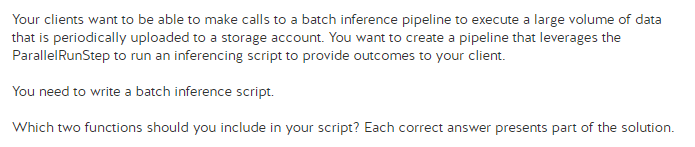 Your clients want to be able to make calls to a batch inference pipeline to execute a large volume of data
that is periodically uploaded to a storage account. You want to create a pipeline that leverages the
ParallelRunStep to run an inferencing script to provide outcomes to your client.
You need to write a batch inference script.
Which two functions should you include in your script? Each correct answer presents part of the solution.